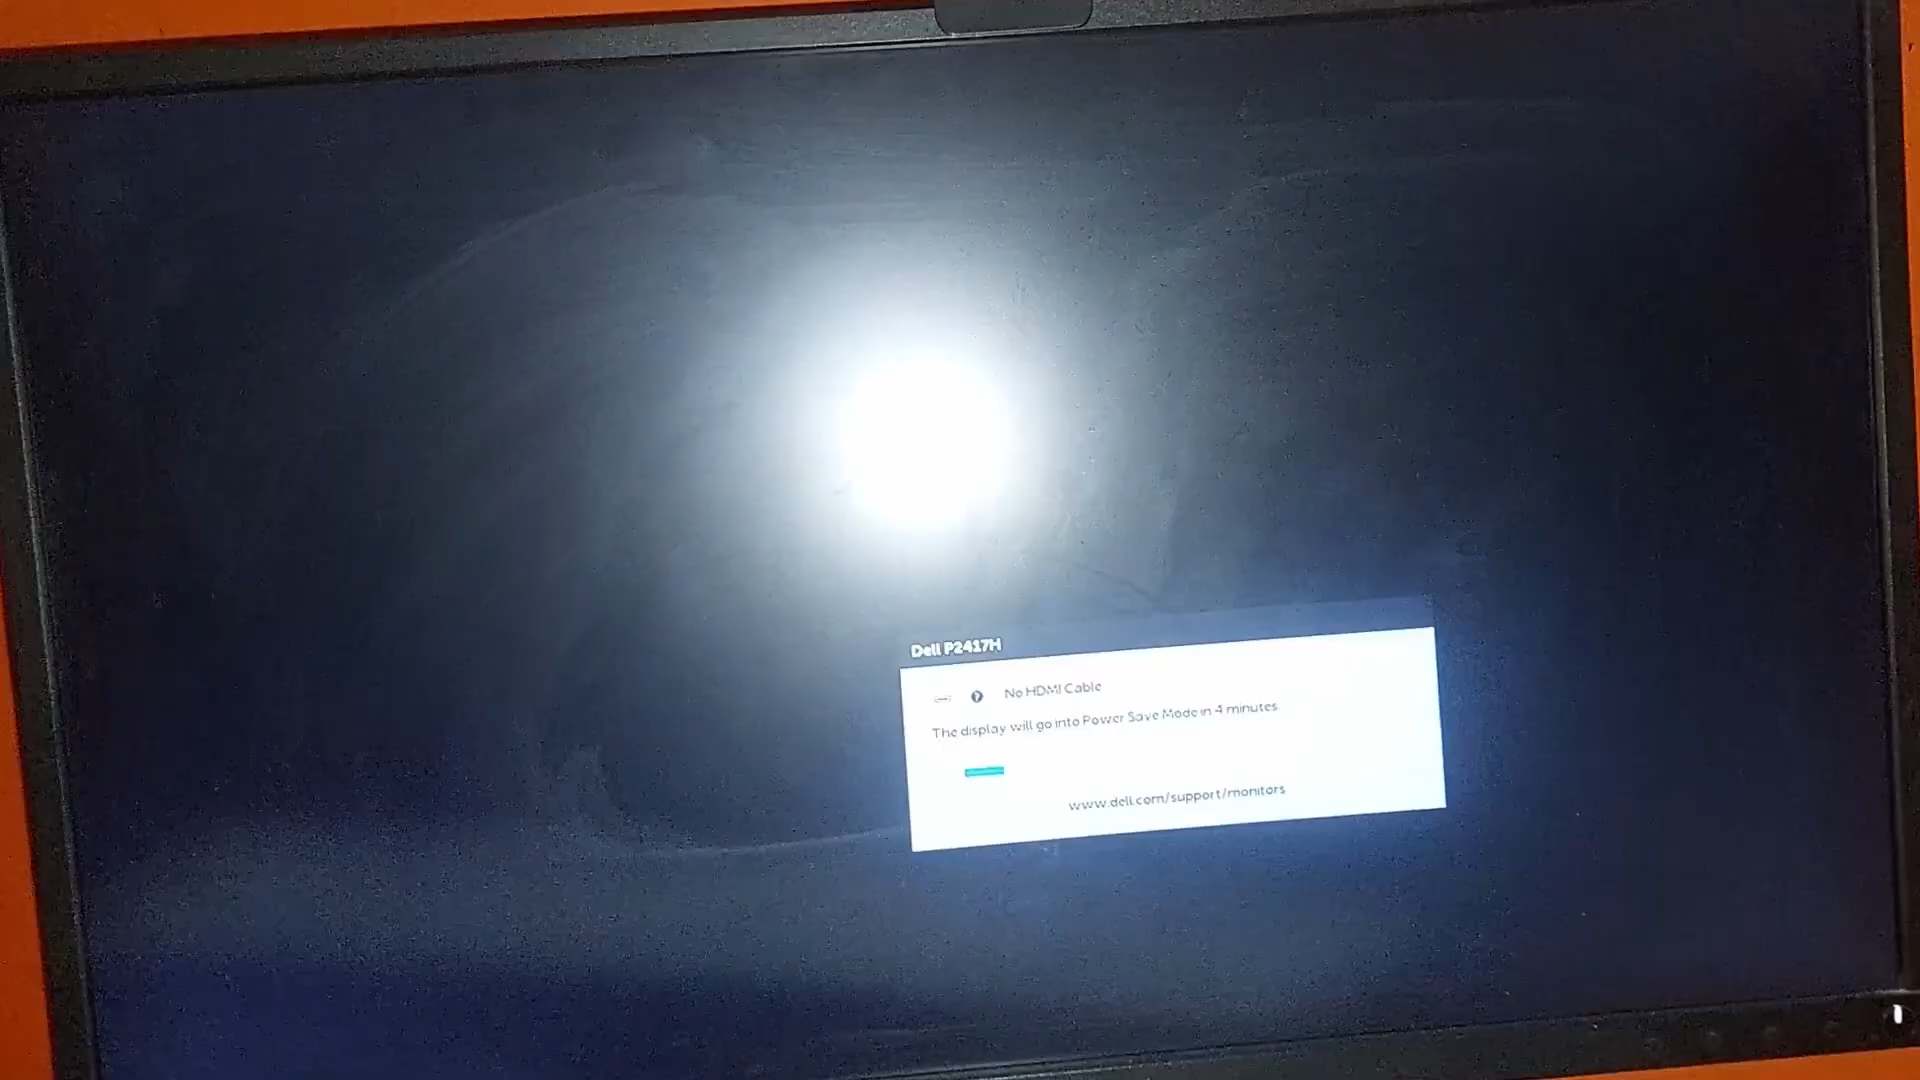 Dell P2417H
No HDMI Cable
The display will go into Power Save Mode in 4 minutes
www.dell.com/support/monitors